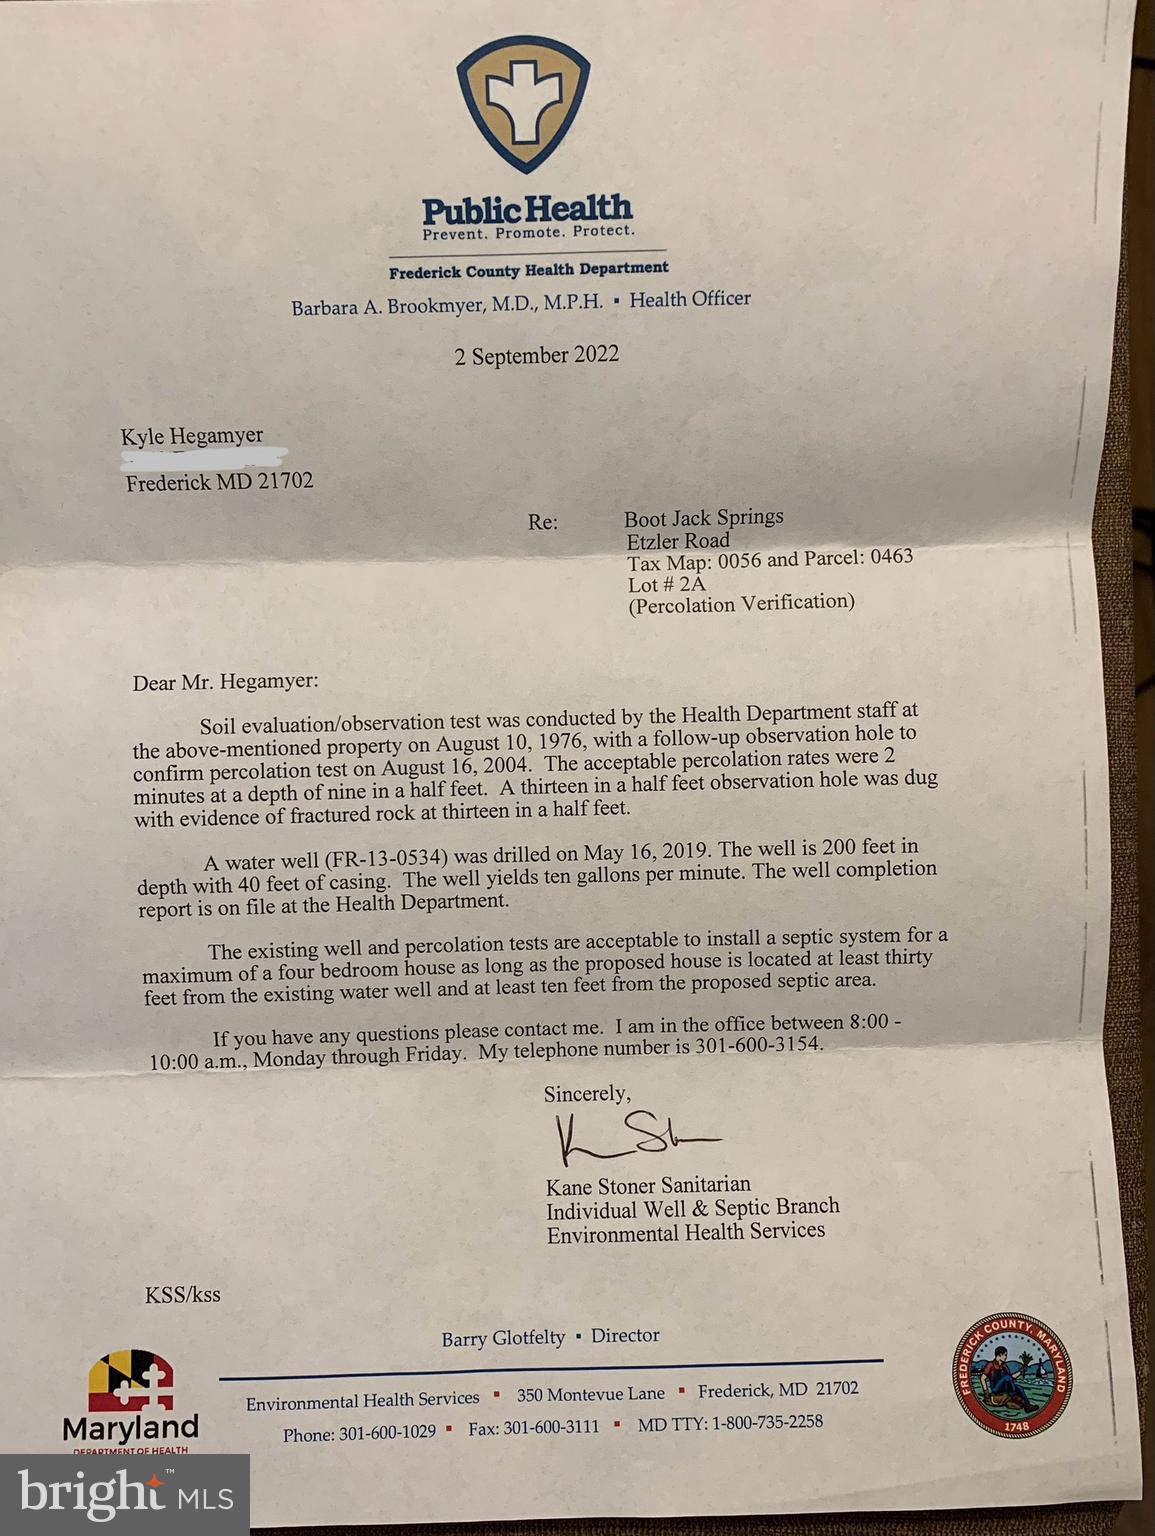 Public Health
Prevent. Promote. Protect.
Frederick County Health Department
Barbara A. Brookmyer, M.D., M.P.H. ▪ Health Officer
2 September 2022
Kyle Hegamyer
Frederick MD 21702
Re: Boot Jack Springs
Etzler Road
Tax Map: 0056 and Parcel: 0463
Lot # 2A
(Percolation Verification)
Dear Mr. Hegamyer:
Soil evaluation/observation test was conducted by the Health Department staff at
the above-mentioned property on August 10, 1976, with a follow-up observation hole to
confirm percolation test on August 16, 2004. The acceptable percolation rates were 2
minutes at a depth of nine in a half feet. A thirteen in a half feet observation hole was dug
with evidence of fractured rock at thirteen in a half feet.
A water well (FR-13-0534) was drilled on May 16, 2019. The well is 200 feet in
depth with 40 feet of casing. The well yields ten gallons per minute. The well completion
report is on file at the Health Department.
The existing well and percolation tests are acceptable to install a septic system for a
maximum of a four bedroom house as long as the proposed house is located at least thirty
feet from the existing water well and at least ten feet from the proposed septic area.
If you have any questions please contact me. I am in the office between 8:00 -
10:00 a.m., Monday through Friday. My telephone number is 301-600-3154.
Sincerely,
Kane Stoner Sanitarian
Individual Well & Septic Branch
Environmental Health Services
KSS/kss
Barry Glotfelty ▪ Director
Environmental Health Services ▪ 350 Montevue Lane ▪ Frederick, MD 21702
Phone: 301-600-1029 ▪ Fax: 301-600-3111 ▪ MD TTY: 1-800-735-2258
Maryland
DEPARTMENT OF HEALTH
FREDERICK COUNTY, MARYLAND
1748
bright™ MLS